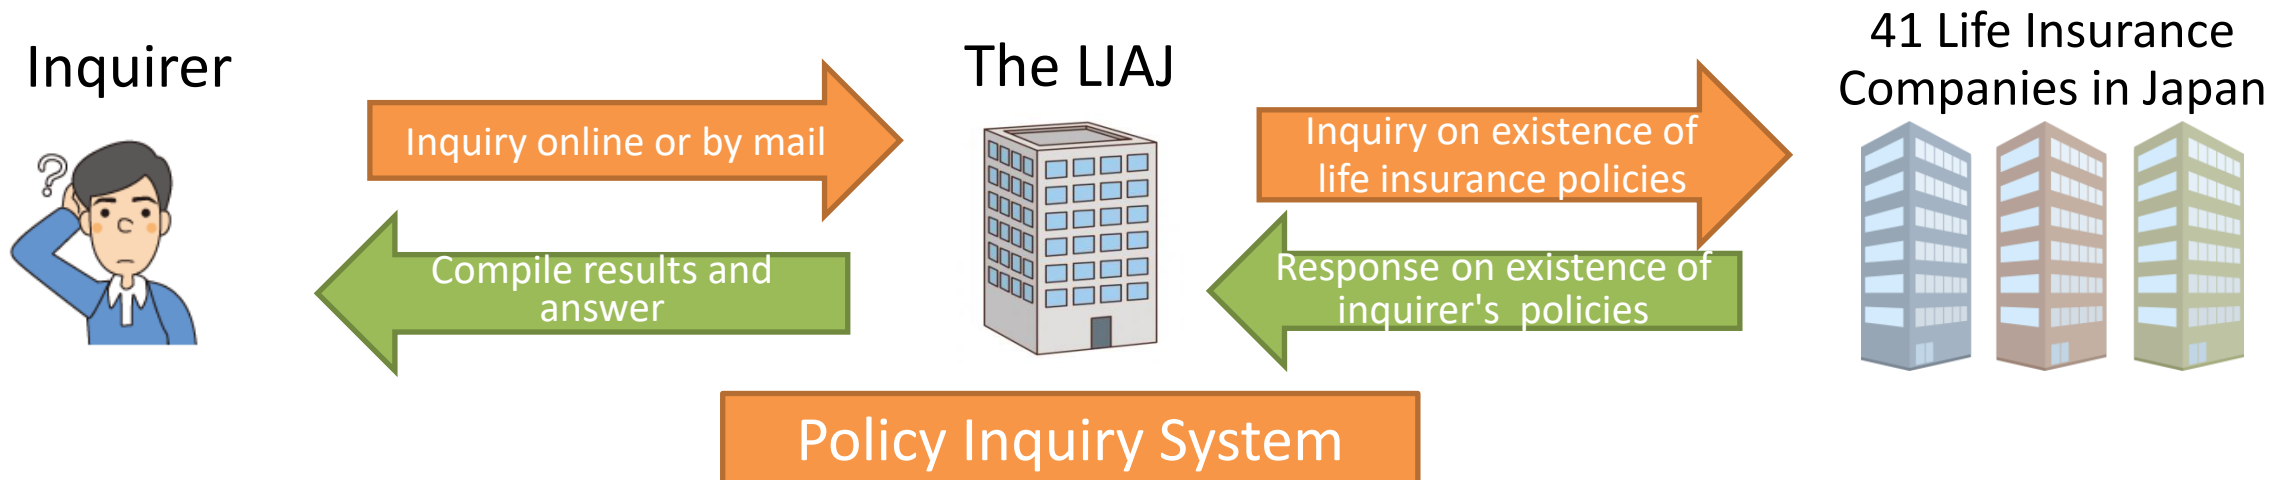 Inquirer
The LIAJ
41 Life Insurance
Companies in Japan
Inquiry online or by mail
Inquiry on existence of
life insurance policies
?
Compile results and
answer
Response on existence of
inquirer's  policies
Policy Inquiry System